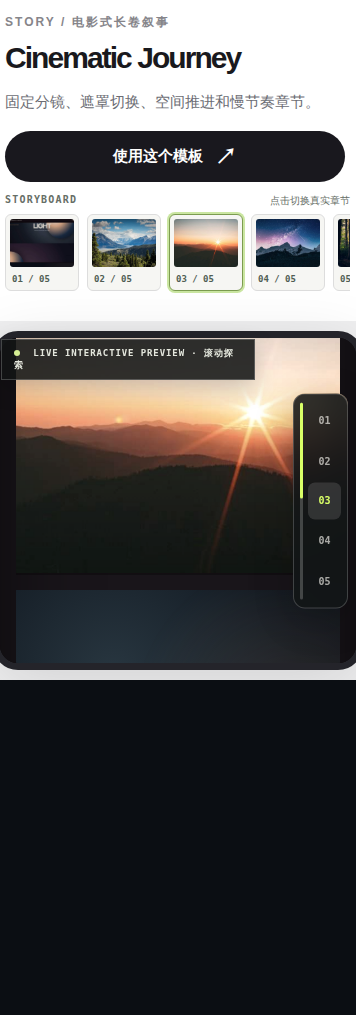 STORY / 电影式长卷叙事
Cinematic Journey
固定分镜、遮罩切换、空间推进和慢节奏章节。
使用这个模板 ↗
STORYBOARD 点击切换真实章节
LIGHT
01 / 05 02 / 05 03 / 05 04 / 05 05
LIVE INTERACTIVE PREVIEW · 滚动探
索
01
02
03
04
05